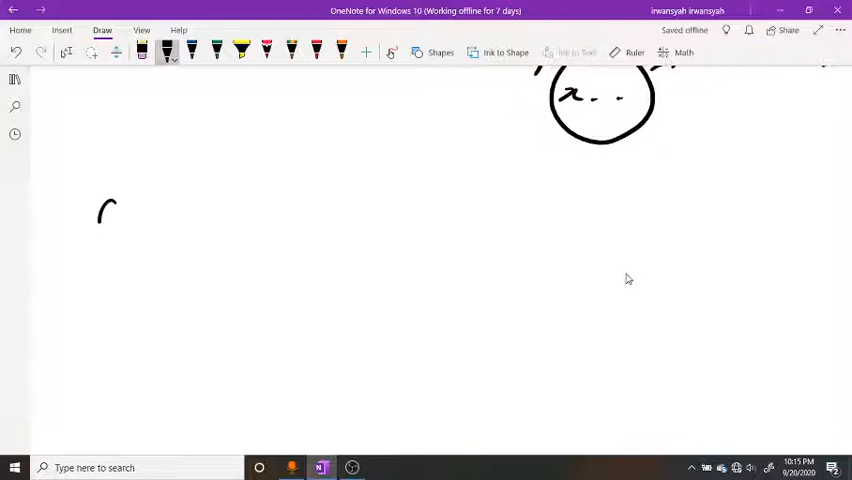 OneNote for Windows 10 (Working offline for 7 days)
irwansyah irwansyah
Home Insert Draw View Help
Saved offline
Share
Shapes Ink to Shape Ink to Text Ruler Math
x..
Type here to search
10:15 PM
9/20/2020
2